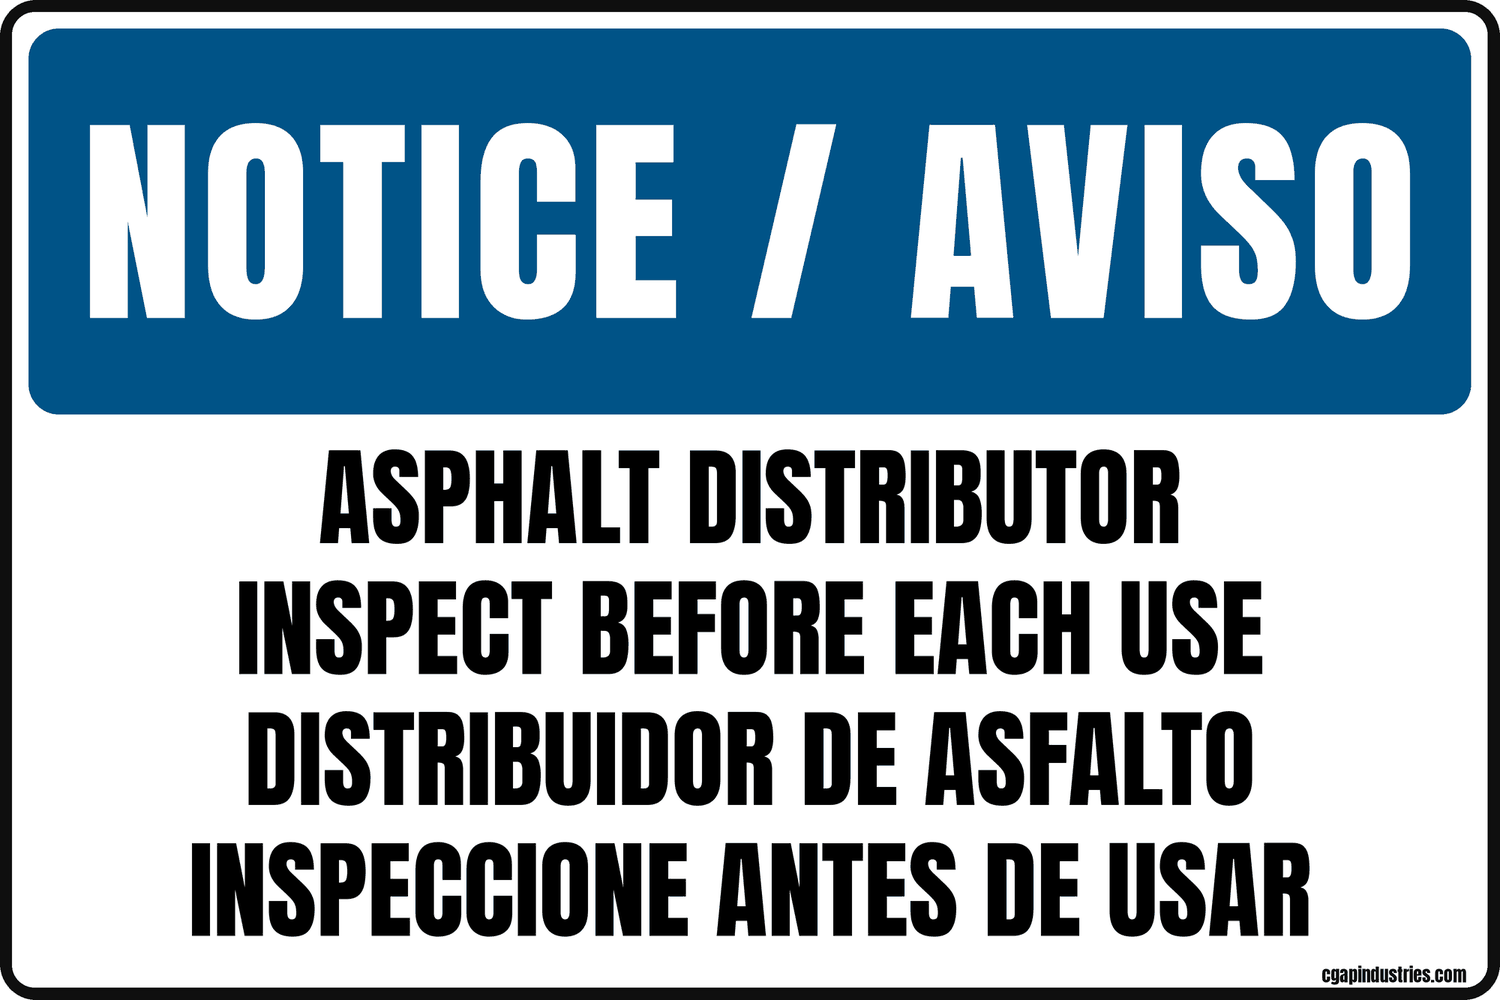 NOTICE / AVISO
ASPHALT DISTRIBUTOR
INSPECT BEFORE EACH USE
DISTRIBUIDOR DE ASFALTO
INSPECCIONE ANTES DE USAR
cgapindustries.com